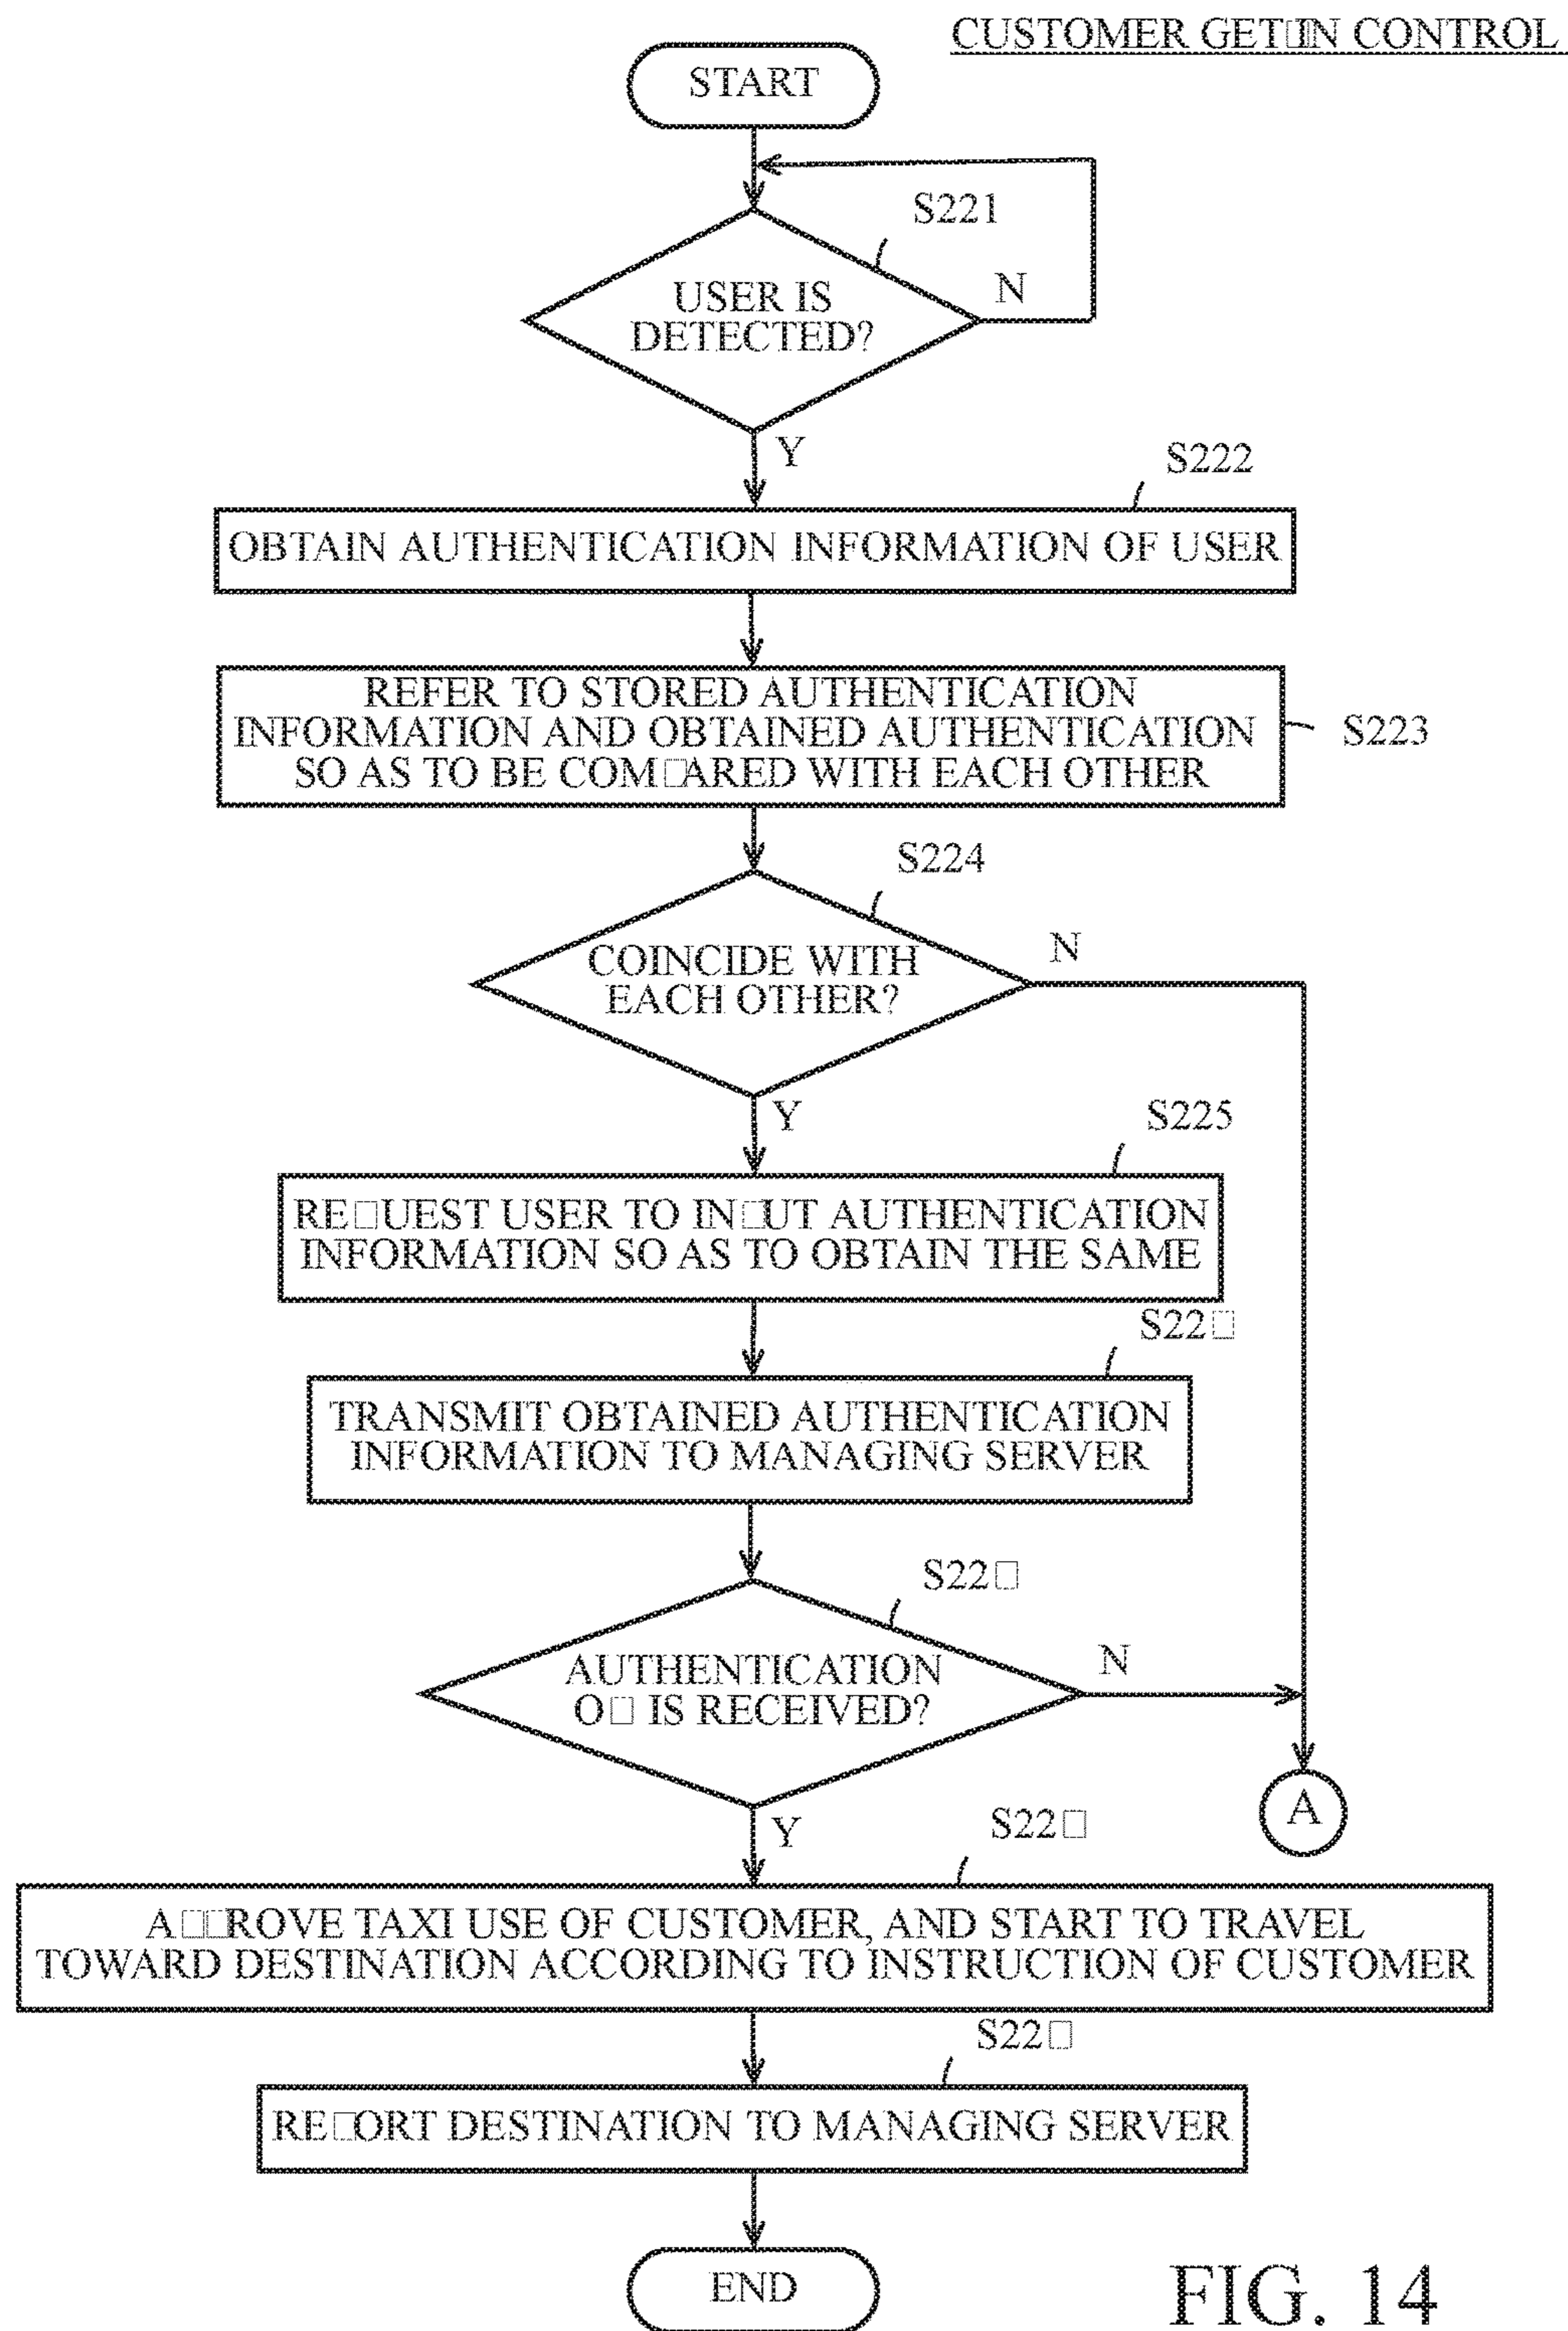 CUSTOMER GET□IN CONTROL
START
S221
USER IS
DETECTED?
N
Y
S222
OBTAIN AUTHENTICATION INFORMATION OF USER
REFER TO STORED AUTHENTICATION
INFORMATION AND OBTAINED AUTHENTICATION
SO AS TO BE COM□ARED WITH EACH OTHER
S223
S224
COINCIDE WITH
EACH OTHER?
N
Y
S225
RE□UEST USER TO IN□UT AUTHENTICATION
INFORMATION SO AS TO OBTAIN THE SAME
S22□
TRANSMIT OBTAINED AUTHENTICATION
INFORMATION TO MANAGING SERVER
S22□
AUTHENTICATION
O□ IS RECEIVED?
N
A
Y
S22□
A□□ROVE TAXI USE OF CUSTOMER, AND START TO TRAVEL
TOWARD DESTINATION ACCORDING TO INSTRUCTION OF CUSTOMER
S22□
RE□ORT DESTINATION TO MANAGING SERVER
END
FIG. 14